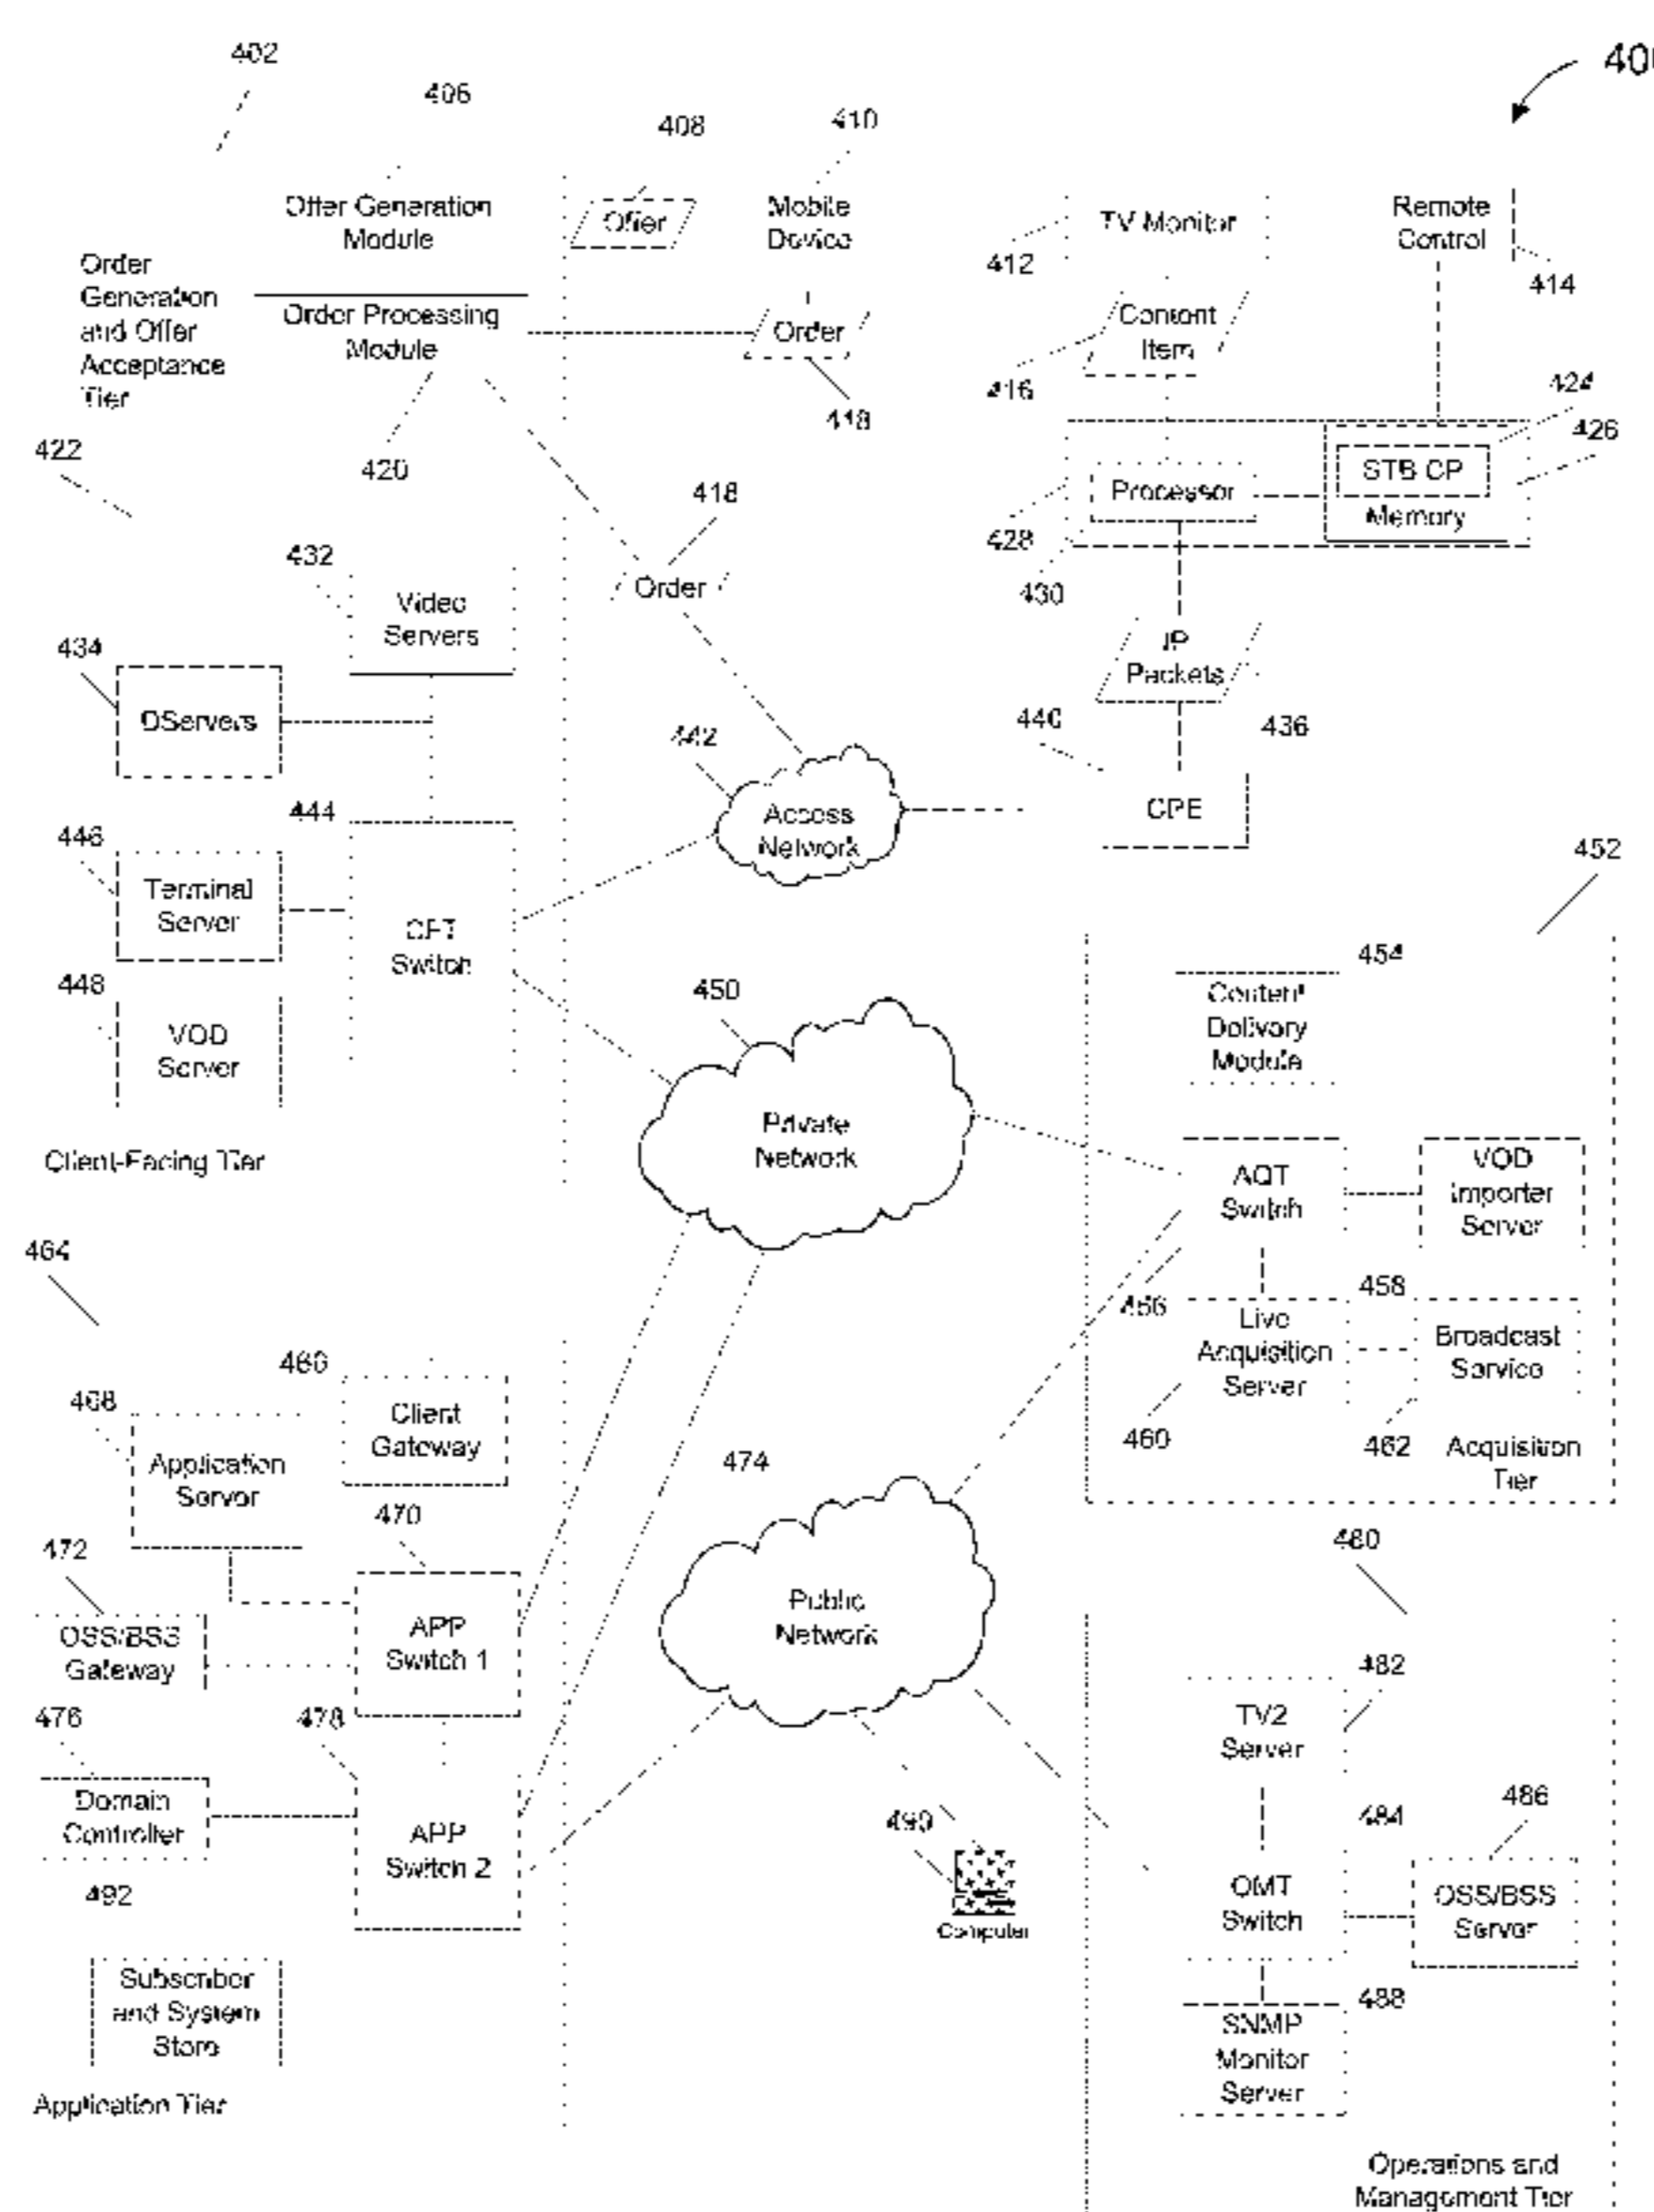 402
406
408
410
400
Offer Generation
Module
Offer
Mobile
Device
TV Monitor
Remote
Control
412
414
Order
Generation
and Offer
Acceptance
Tier
Order Processing
Module
Order
Content
Item
416
418
424
426
422
420
418
STB CP
Processor
Memory
428
430
432
Order
Video
Servers
434
DServers
IP
Packets
440
436
442
444
Access
Network
CPE
446
Terminal
Server
CFT
Switch
452
448
VOD
Server
450
454
Content
Delivery
Module
Private
Network
Client-Facing Tier
AQT
Switch
VOD
Importer
Server
464
456
458
Live
Acquisition
Server
Broadcast
Service
466
468
Client
Gateway
460
462
Acquisition
Tier
Application
Server
474
470
472
480
OSS/BSS
Gateway
APP
Switch 1
Public
Network
482
476
478
TV2
Server
Domain
Controller
APP
Switch 2
490
484
486
492
OMT
Switch
OSS/BSS
Server
Computer
Subscriber
and System
Store
488
SNMP
Monitor
Server
Application Tier
Operations and
Management Tier